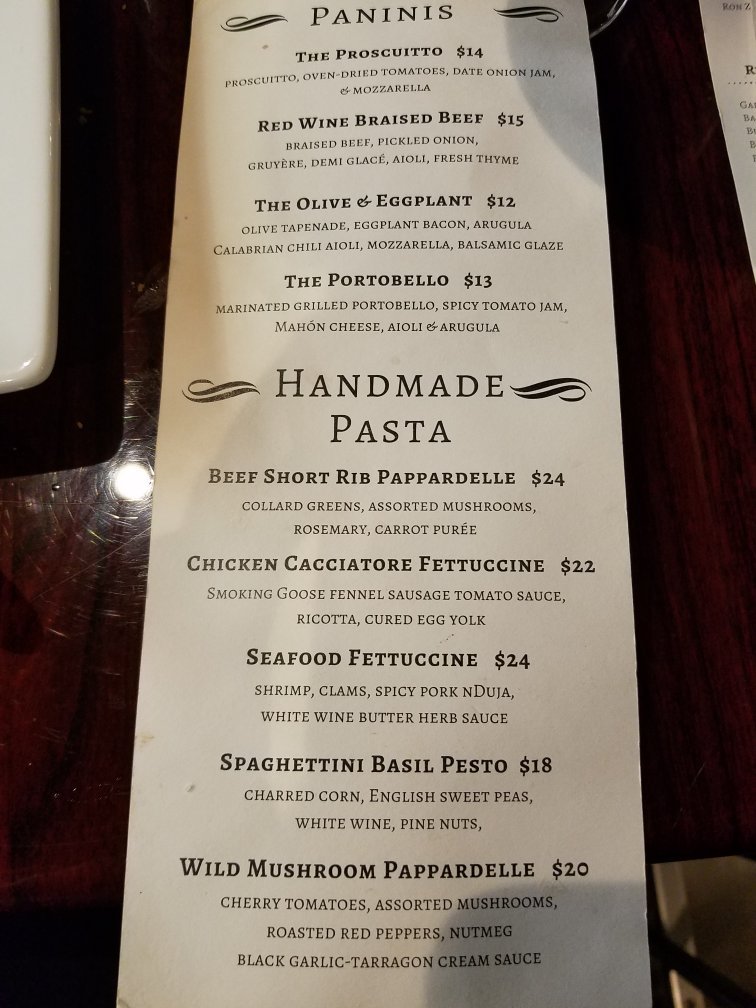 PANINIS
THE PROSCUITTO $14
PROSCUITTO, OVEN-DRIED TOMATOES, DATE ONION JAM,
& MOZZARELLA
RED WINE BRAISED BEEF $15
BRAISED BEEF, PICKLED ONION,
GRUYÈRE, DEMI GLACÉ, AIOLI, FRESH THYME
THE OLIVE & EGGPLANT $12
OLIVE TAPENADE, EGGPLANT BACON, ARUGULA
CALABRIAN CHILI AIOLI, MOZZARELLA, BALSAMIC GLAZE
THE PORTOBELLO $13
MARINATED GRILLED PORTOBELLO, SPICY TOMATO JAM,
MAHÓN CHEESE, AIOLI & ARUGULA
HANDMADE
PASTA
BEEF SHORT RIB PAPPARDELLE $24
COLLARD GREENS, ASSORTED MUSHROOMS,
ROSEMARY, CARROT PURÉE
CHICKEN CACCIATORE FETTUCCINE $22
SMOKING GOOSE FENNEL SAUSAGE TOMATO SAUCE,
RICOTTA, CURED EGG YOLK
SEAFOOD FETTUCCINE $24
SHRIMP, CLAMS, SPICY PORK NDUJA,
WHITE WINE BUTTER HERB SAUCE
SPAGHETTINI BASIL PESTO $18
CHARRED CORN, ENGLISH SWEET PEAS,
WHITE WINE, PINE NUTS,
WILD MUSHROOM PAPPARDELLE $20
CHERRY TOMATOES, ASSORTED MUSHROOMS,
ROASTED RED PEPPERS, NUTMEG
BLACK GARLIC-TARRAGON CREAM SAUCE
RON Z